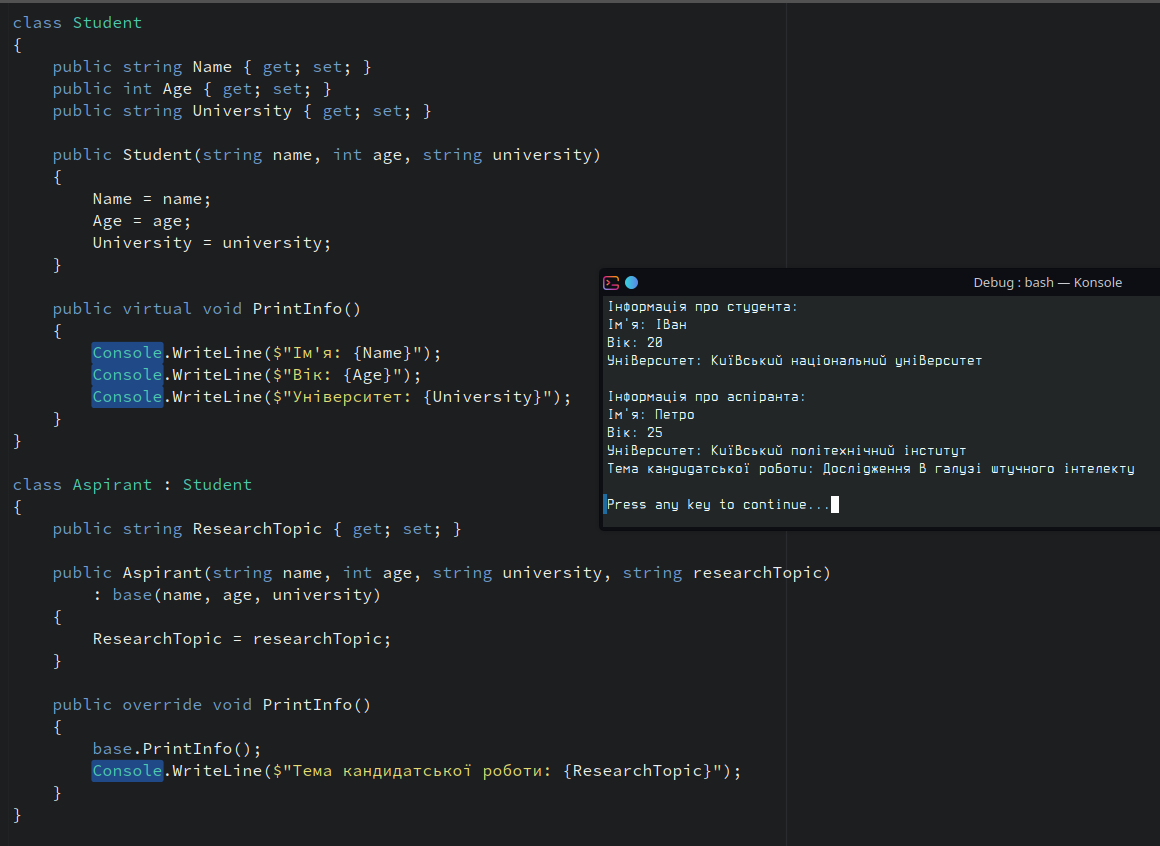 class Student
{
    public string Name { get; set; }
    public int Age { get; set; }
    public string University { get; set; }

    public Student(string name, int age, string university)
    {
        Name = name;
        Age = age;
        University = university;
    }

    public virtual void PrintInfo()
    {
        Console.WriteLine($"Ім'я: {Name}");
        Console.WriteLine($"Вік: {Age}");
        Console.WriteLine($"Університет: {University}");
    }
}

class Aspirant : Student
{
    public string ResearchTopic { get; set; }

    public Aspirant(string name, int age, string university, string researchTopic)
        : base(name, age, university)
    {
        ResearchTopic = researchTopic;
    }

    public override void PrintInfo()
    {
        base.PrintInfo();
        Console.WriteLine($"Тема кандидатської роботи: {ResearchTopic}");
    }
}

Debug : bash — Konsole
Інформація про студента:
Ім'я: Іван
Вік: 20
Університет: Київський національний університет

Інформація про аспіранта:
Ім'я: Петро
Вік: 25
Університет: Київський політехнічний інститут
Тема кандидатської роботи: Дослідження в галузі штучного інтелекту

Press any key to continue...